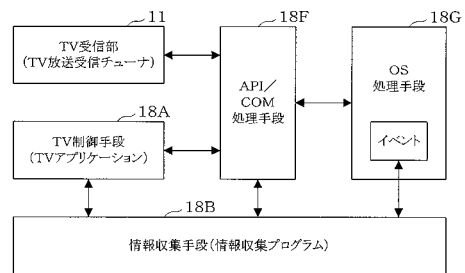 11
TV受信部
(TV放送受信チューナ)
18A
TV制御手段
(TVアプリケーション)
18F
API/
COM
処理手段
18G
OS
処理手段
イベント
18B
情報収集手段(情報収集プログラム)